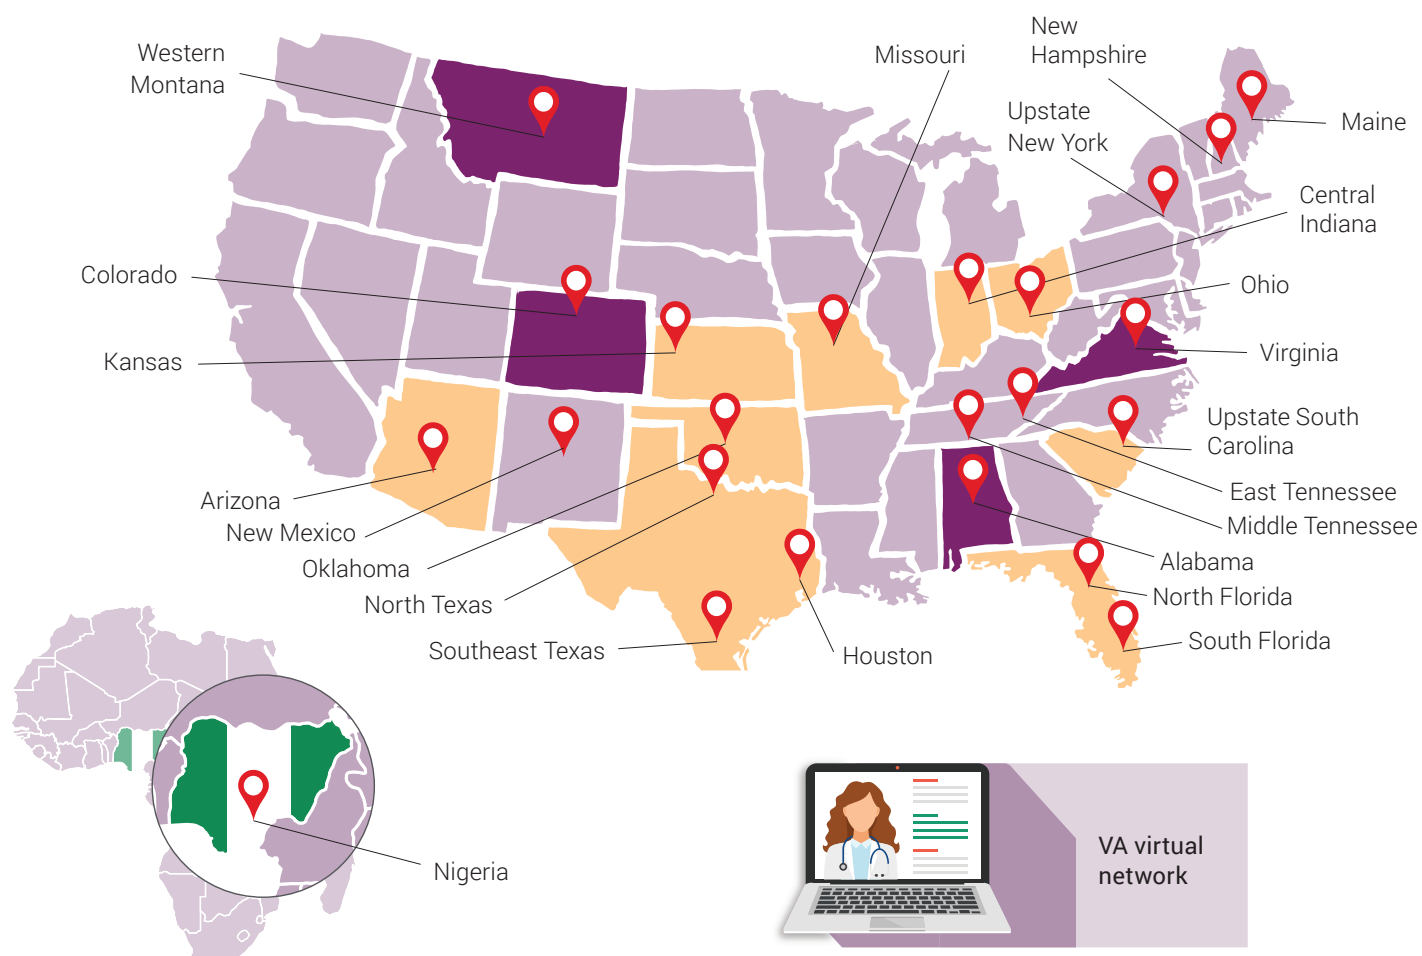 Western
Montana
Missouri
New
Hampshire
Upstate
New York
Maine
Central
Indiana
Colorado
Ohio
Kansas
Virginia
Upstate South
Carolina
Arizona
East Tennessee
New Mexico
Middle Tennessee
Oklahoma
Alabama
North Texas
North Florida
Southeast Texas
Houston
South Florida
Nigeria
VA virtual
network